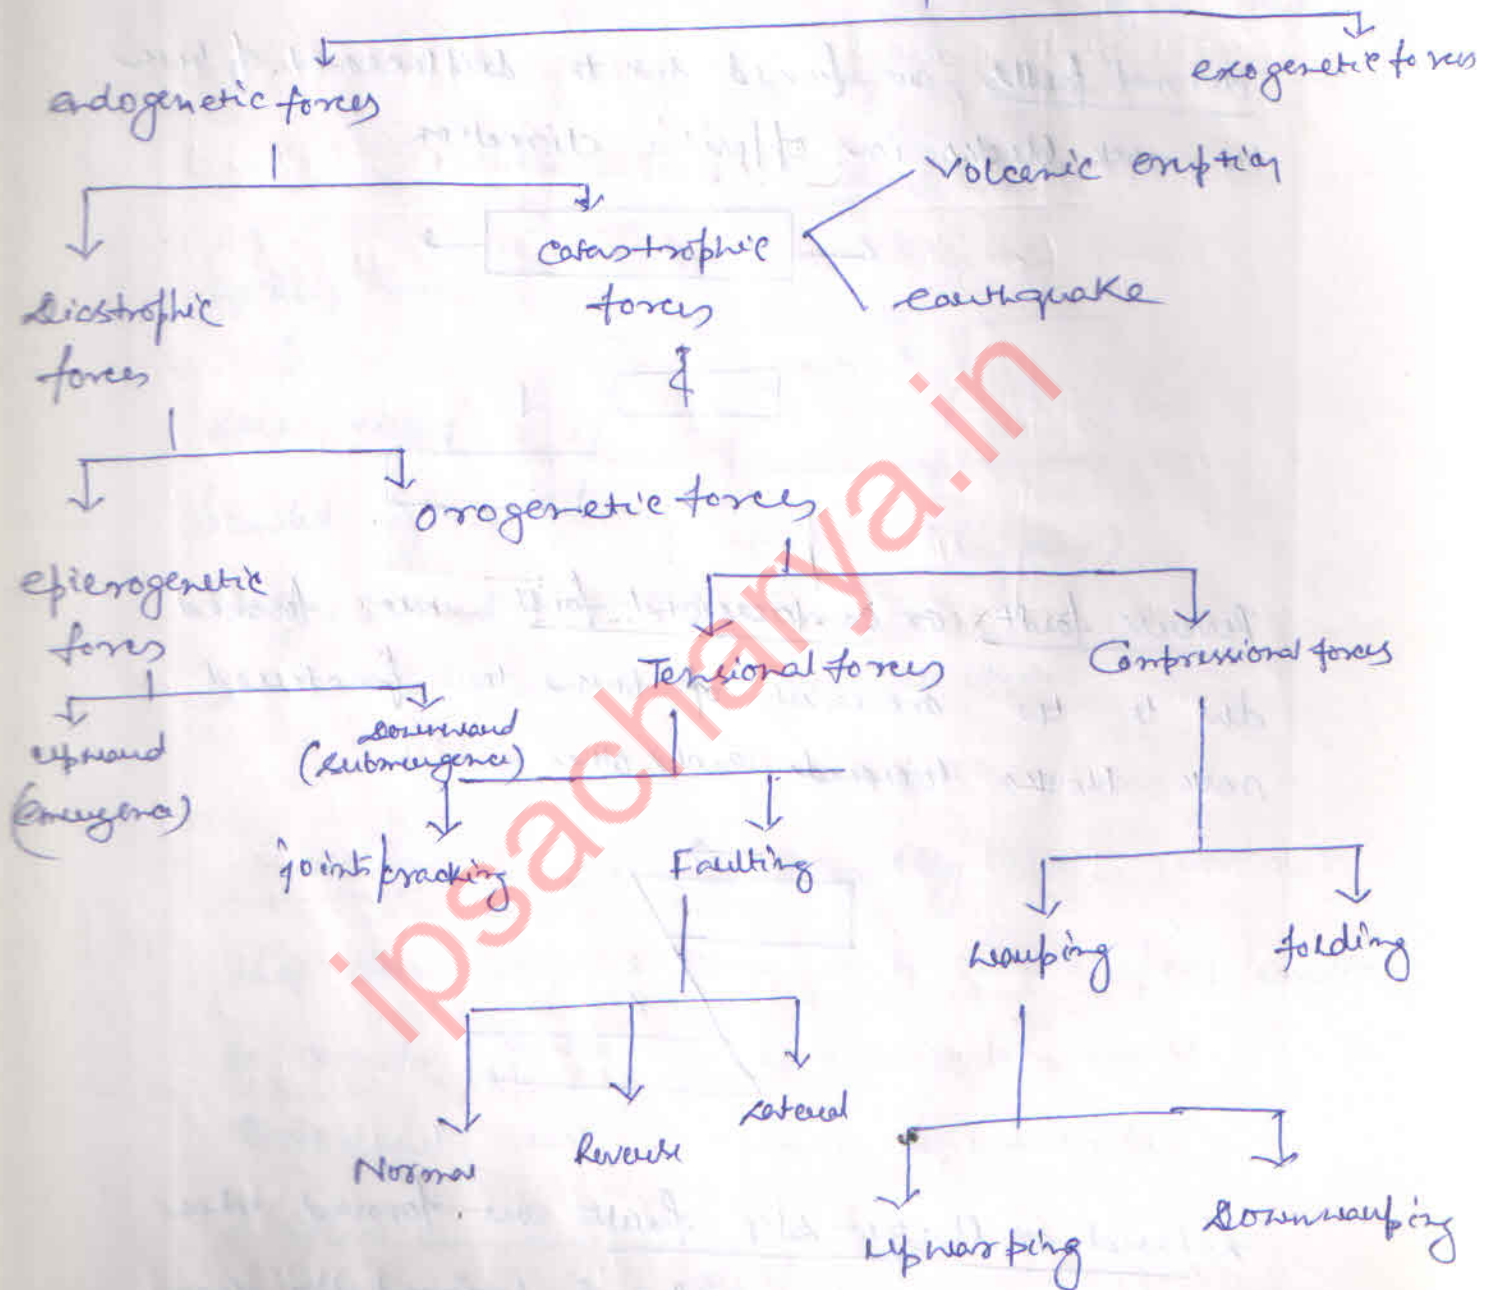 endogenetic forces
exogenetic forces
Diastrophic
forces
Catastrophic
forces
Volcanic eruption
earthquake
epierogenetic
forces
orogenetic forces
upward
(emergence)
Downward
(submergence)
Tensional forces
Compressional forces
joint/cracking
Faulting
warping
folding
Normal
Reverse
Lateral
upwarping
Downwarping
ipsacharya.in